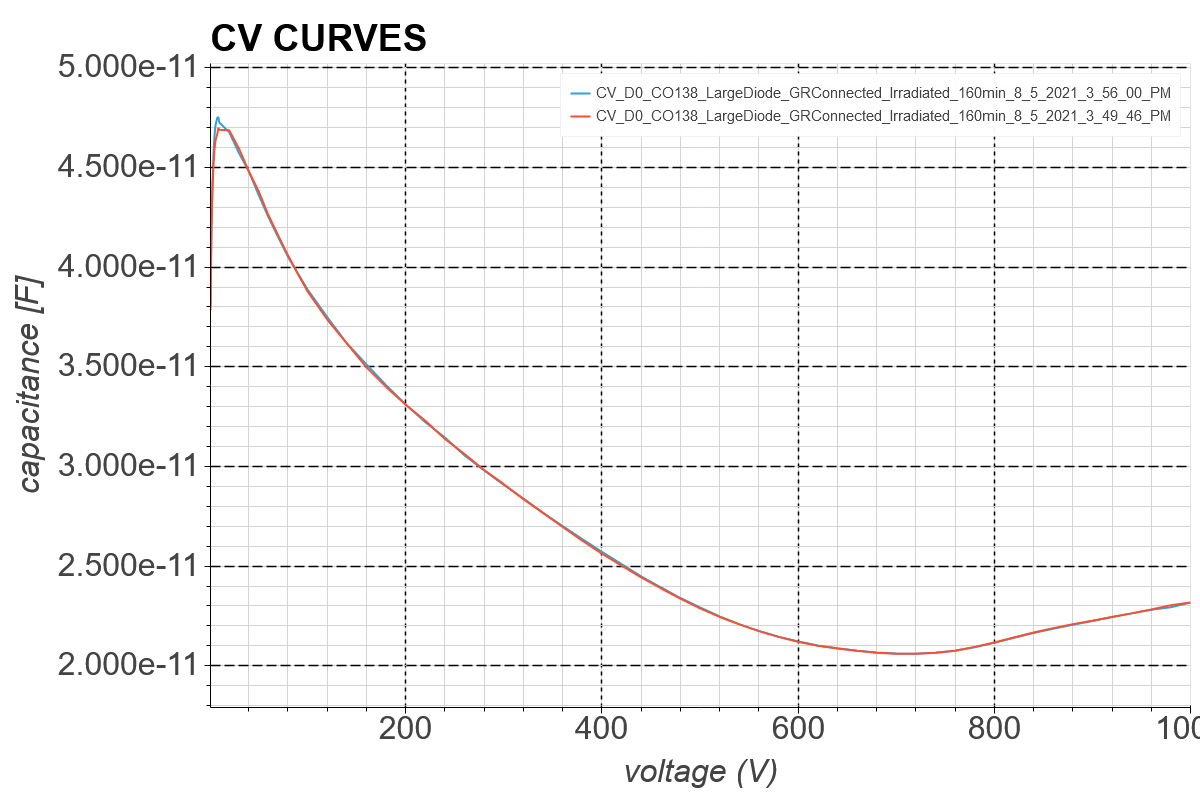 CV CURVES
5.000e-11
4.500e-11
4.000e-11
3.500e-11
3.000e-11
2.500e-11
2.000e-11
capacitance [F]
CV_D0_CO138_LargeDiode_GRConnected_Irradiated_160min_8_5_2021_3_56_00_PM
CV_D0_CO138_LargeDiode_GRConnected_Irradiated_160min_8_5_2021_3_49_46_PM
200 400 600 800 100
voltage (V)